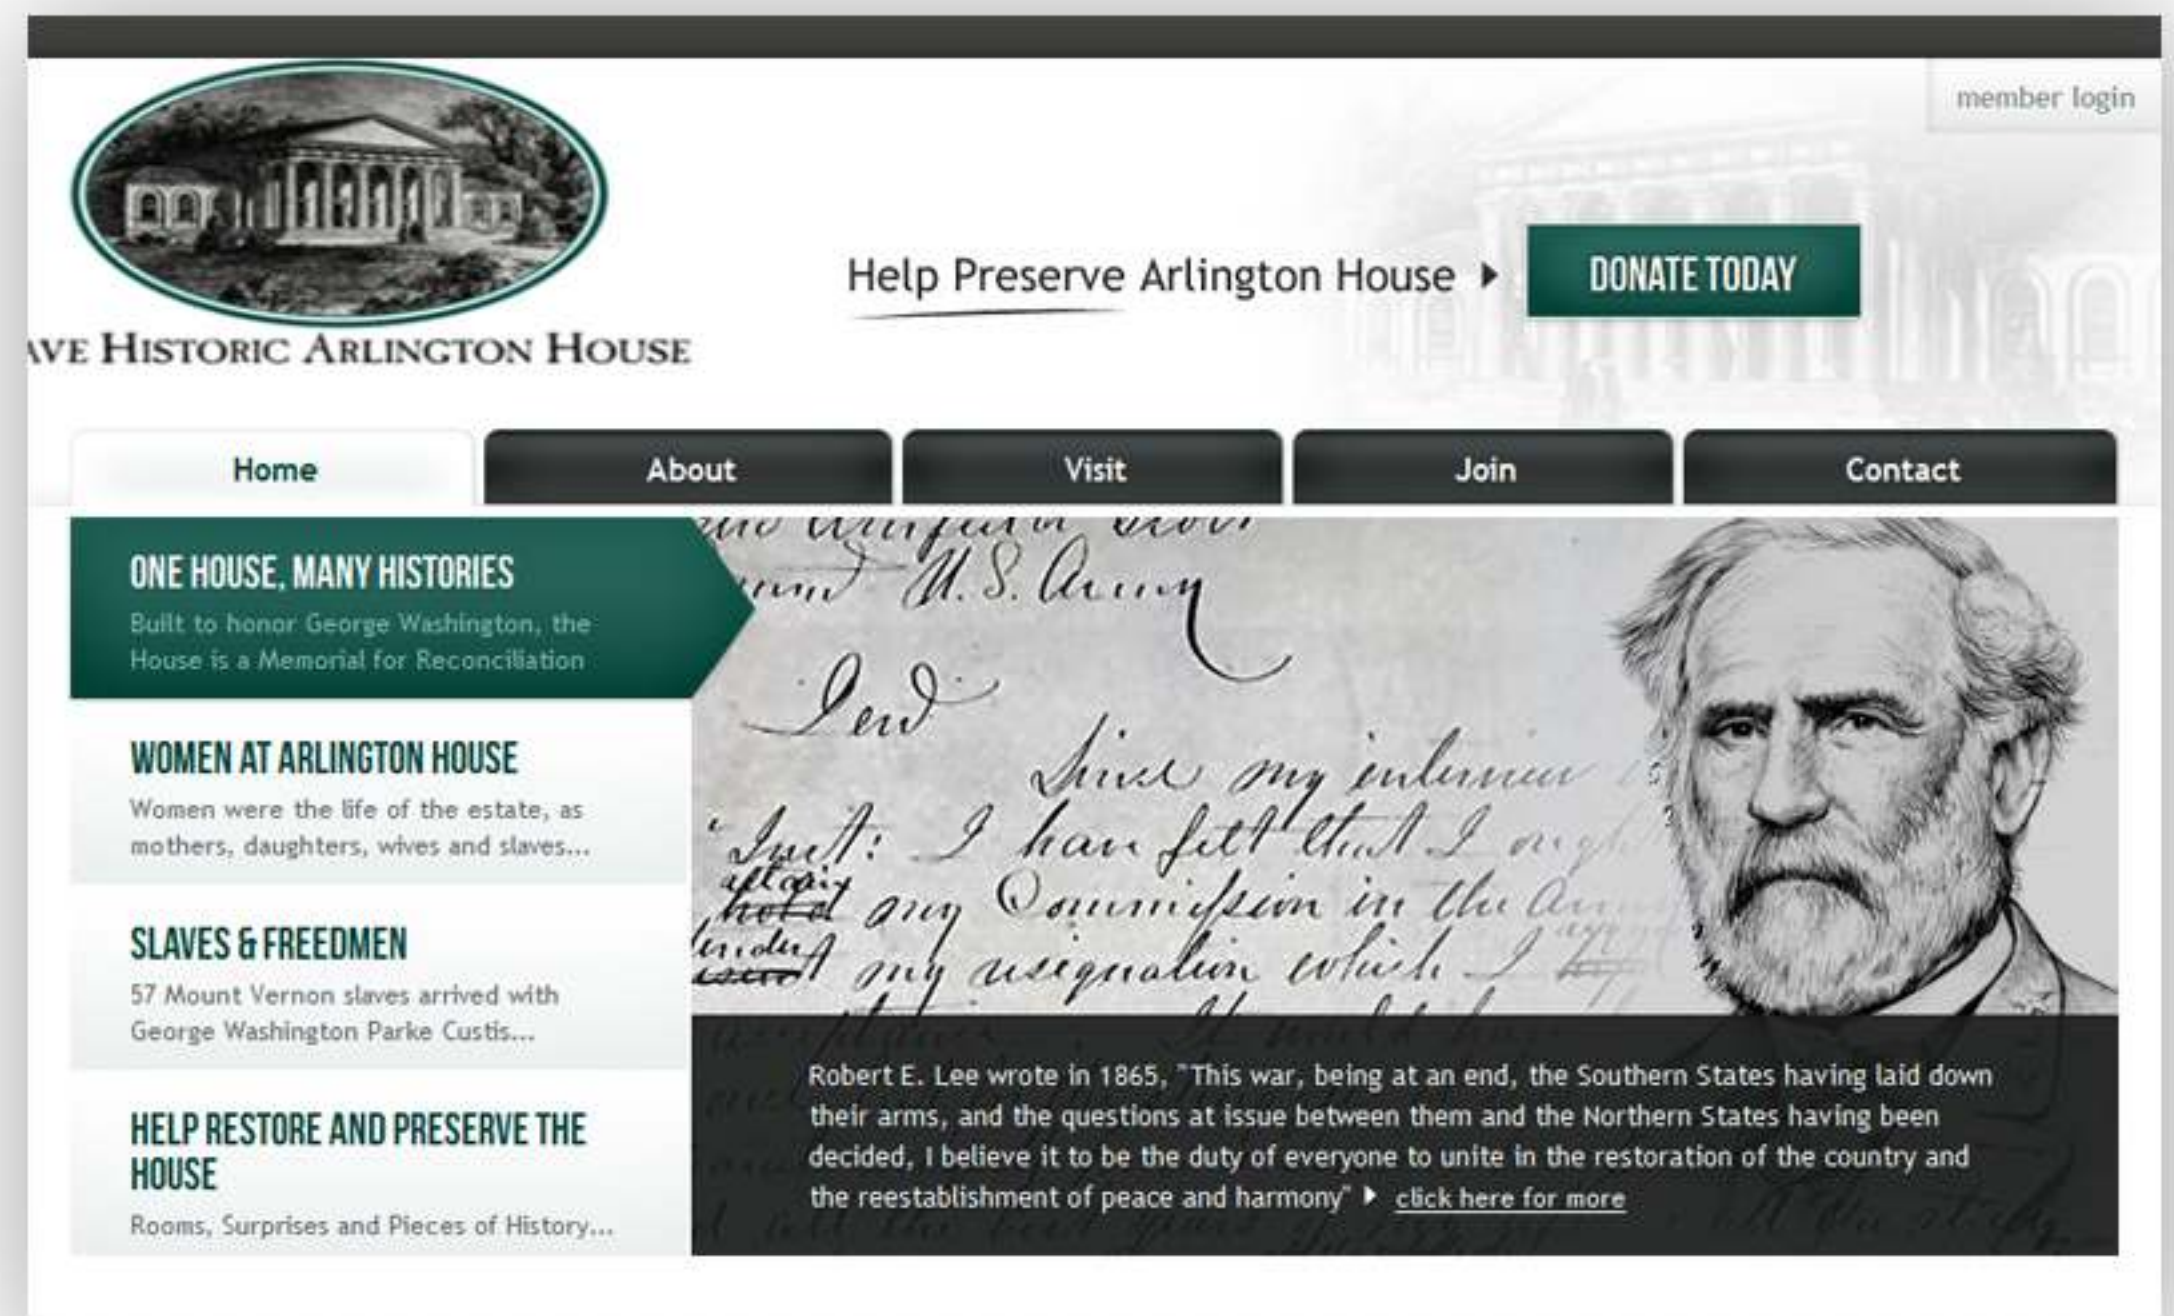 member login
Help Preserve Arlington House
DONATE TODAY
AVE HISTORIC ARLINGTON HOUSE
Home
About
Visit
Join
Contact
ONE HOUSE, MANY HISTORIES
Built to honor George Washington, the
House is a Memorial for Reconciliation
WOMEN AT ARLINGTON HOUSE
Women were the life of the estate, as
mothers, daughters, wives and slaves...
SLAVES & FREEDMEN
57 Mount Vernon slaves arrived with
George Washington Parke Custis...
HELP RESTORE AND PRESERVE THE
HOUSE
Rooms, Surprises and Pieces of History...
U.S. Army
Genl
Since my interview
I have felt that I
my Commission in the
my resignation which I
Robert E. Lee wrote in 1865, "This war, being at an end, the Southern States having laid down
their arms, and the questions at issue between them and the Northern States having been
decided, I believe it to be the duty of everyone to unite in the restoration of the country and
the reestablishment of peace and harmony" click here for more